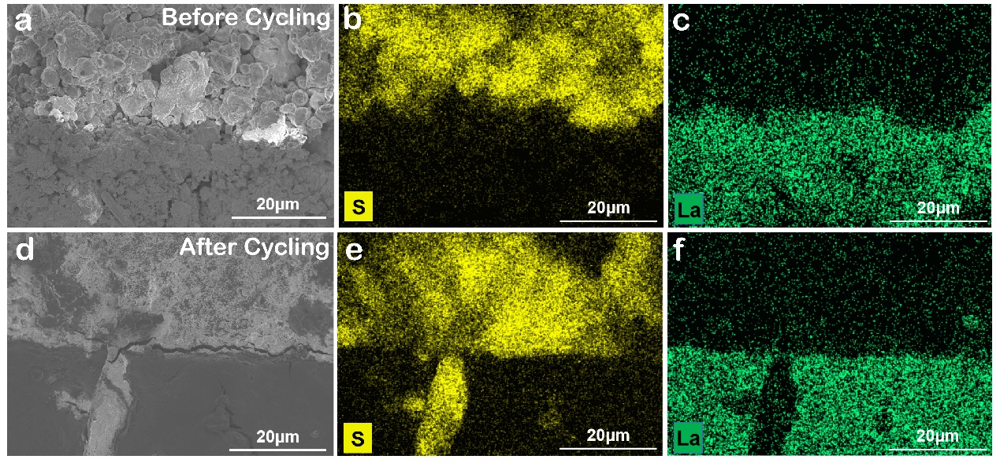 a
Before Cycling
20μm
b
S
20μm
c
La
20μm
d
After Cycling
20μm
e
S
20μm
f
La
20μm